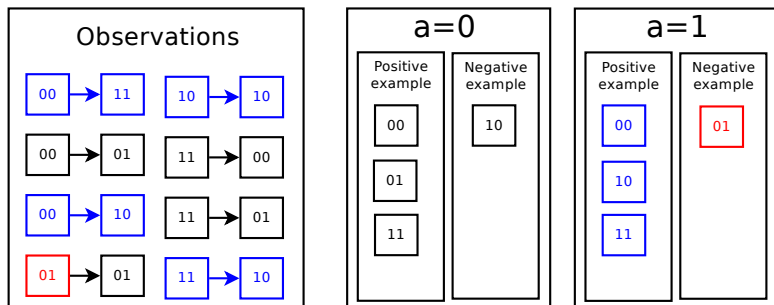 Observations
00 11 10 10
00 01 11 00
00 10 11 01
01 01 11 10
a=0
Positive
example
Negative
example
00
10
01
11
a=1
Positive
example
Negative
example
00
01
10
11